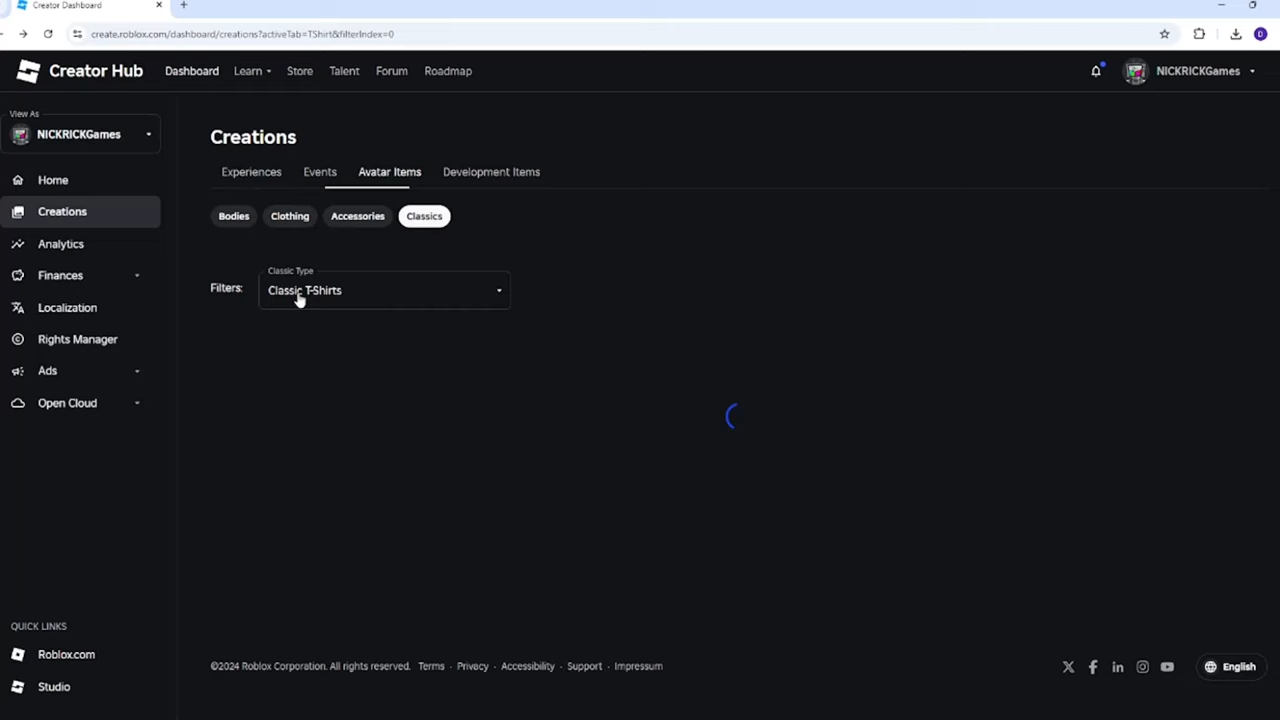 Creator Dashboard
create.roblox.com/dashboard/creations?activeTab=TShirt&filterIndex=0
D
Creator Hub
Dashboard
Learn
Store
Talent
Forum
Roadmap
NICKRICKGames
View As
NICKRICKGames
Home
Creations
Analytics
Finances
Localization
Rights Manager
Ads
Open Cloud
QUICK LINKS
Roblox.com
Studio
Creations
Experiences
Events
Avatar Items
Development Items
Bodies
Clothing
Accessories
Classics
Filters:
Classic Type
Classic T-Shirts
©2024 Roblox Corporation. All rights reserved. Terms · Privacy · Accessibility · Support · Impressum
English